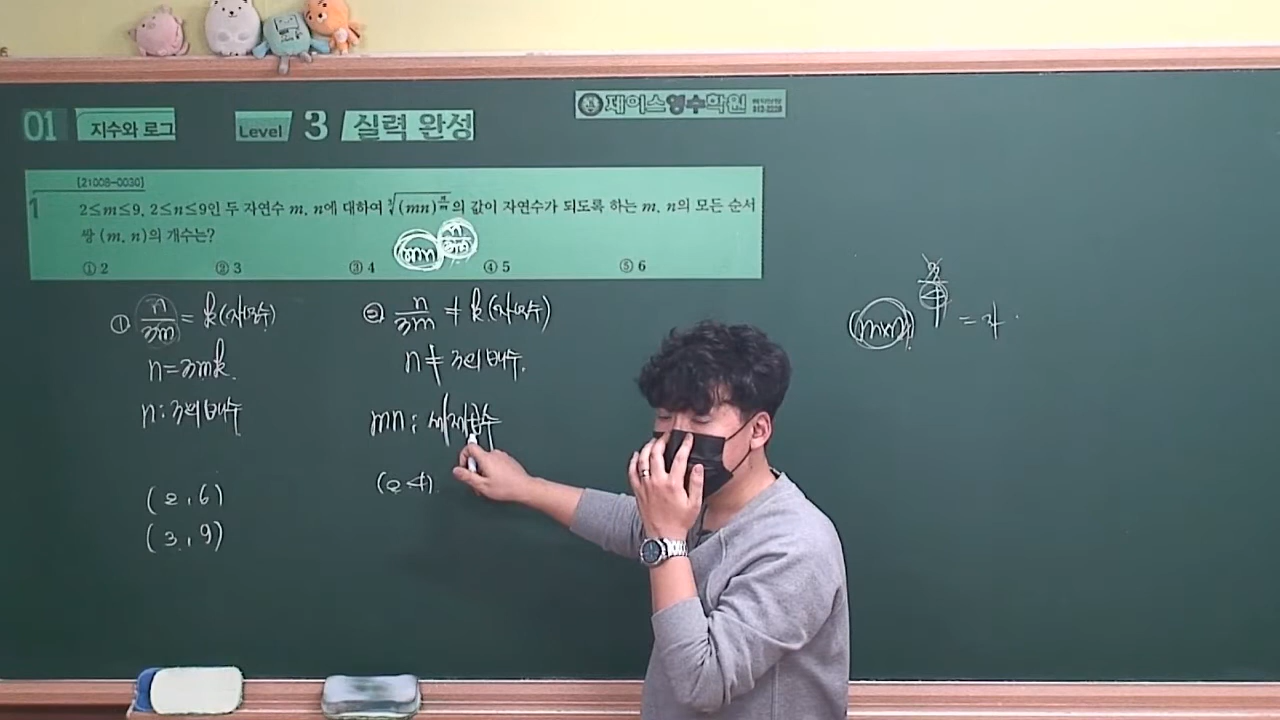 제이스영수학원
01 지수와 로그 Level 3 실력 완성
[21008-0030]
1 2≤m≤9, 2≤n≤9인 두 자연수 m, n에 대하여 ∛(mn)^(n/m)의 값이 자연수가 되도록 하는 m, n의 모든 순서
쌍 (m, n)의 개수는?
(mn)^(n/3m)
① 2 ② 3 ③ 4 ④ 5 ⑤ 6
① n/3m = k(자연수)
n=3mk.
n : 3의 배수
(2, 6)
(3, 9)
② n/3m ≠ k(자연수)
n≠ 3의 배수.
mn : 세제곱수
(2 4)
(mn) = 자.